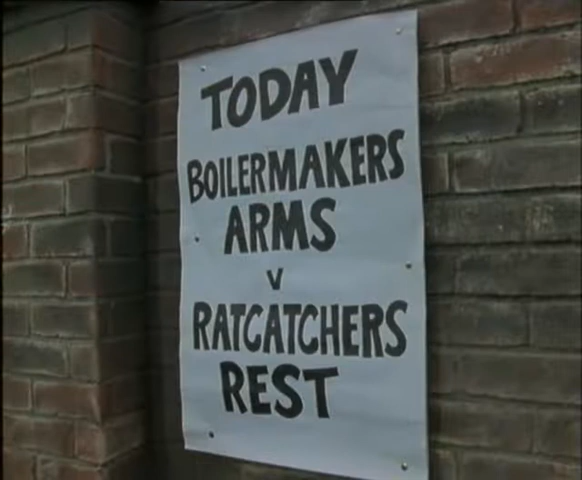 TODAY
BOILERMAKERS
ARMS
v
RATCATCHERS
REST